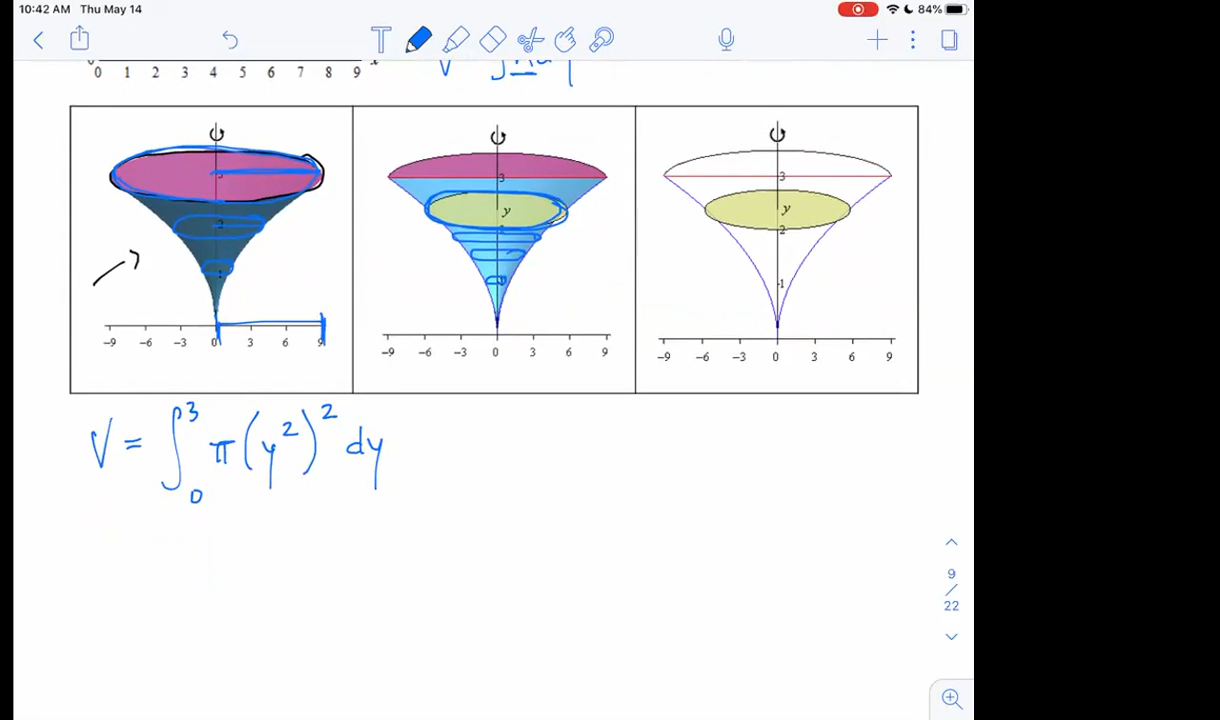 10:42 AM Thu May 14
84%
T
0 1 2 3 4 5 6 7 8 9
3 3
2 y y
1 2
1
-9 -6 -3 0 3 6 9
-9 -6 -3 0 3 6 9
-9 -6 -3 0 3 6 9
V = ∫₀³ π(y²)² dy
9
/
22